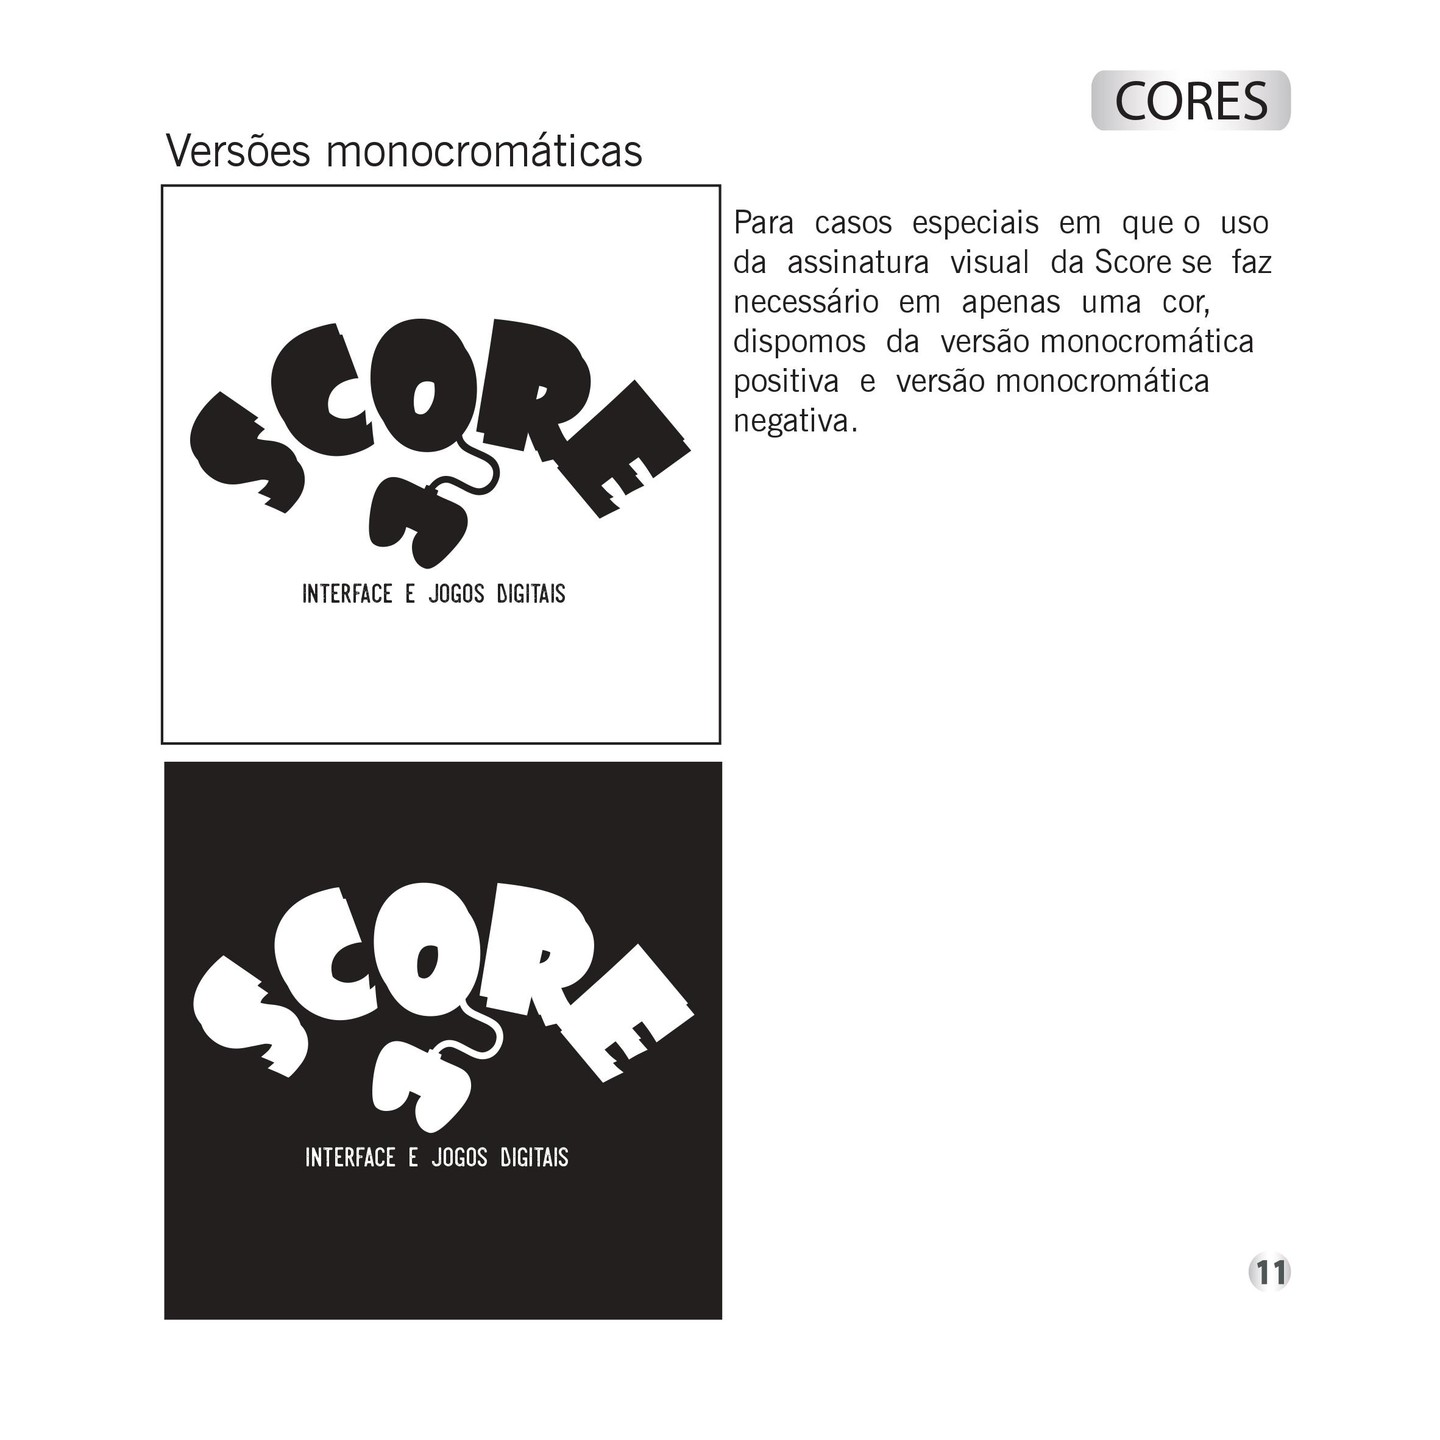 CORES
Versões monocromáticas
Para casos especiais em que o uso
da assinatura visual da Score se faz
necessário em apenas uma cor,
dispomos da versão monocromática
positiva e versão monocromática
negativa.
SCORE
INTERFACE E JOGOS DIGITAIS
SCORE
INTERFACE E JOGOS DIGITAIS
11